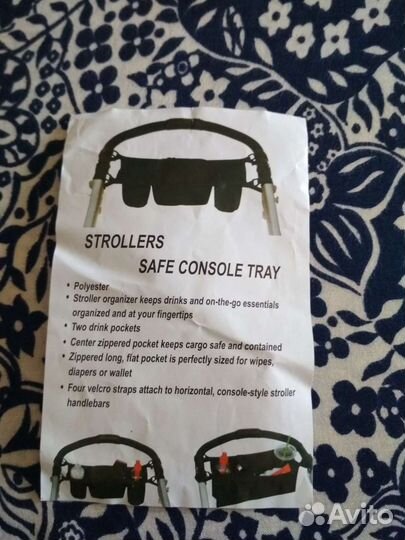 STROLLERS
SAFE CONSOLE TRAY
• Polyester
• Stroller organizer keeps drinks and on-the-go essentials
organized and at your fingertips
• Two drink pockets
• Center zippered pocket keeps cargo safe and contained
• Zippered long, flat pocket is perfectly sized for wipes,
diapers or wallet
• Four velcro straps attach to horizontal, console-style stroller
handlebars
Avito